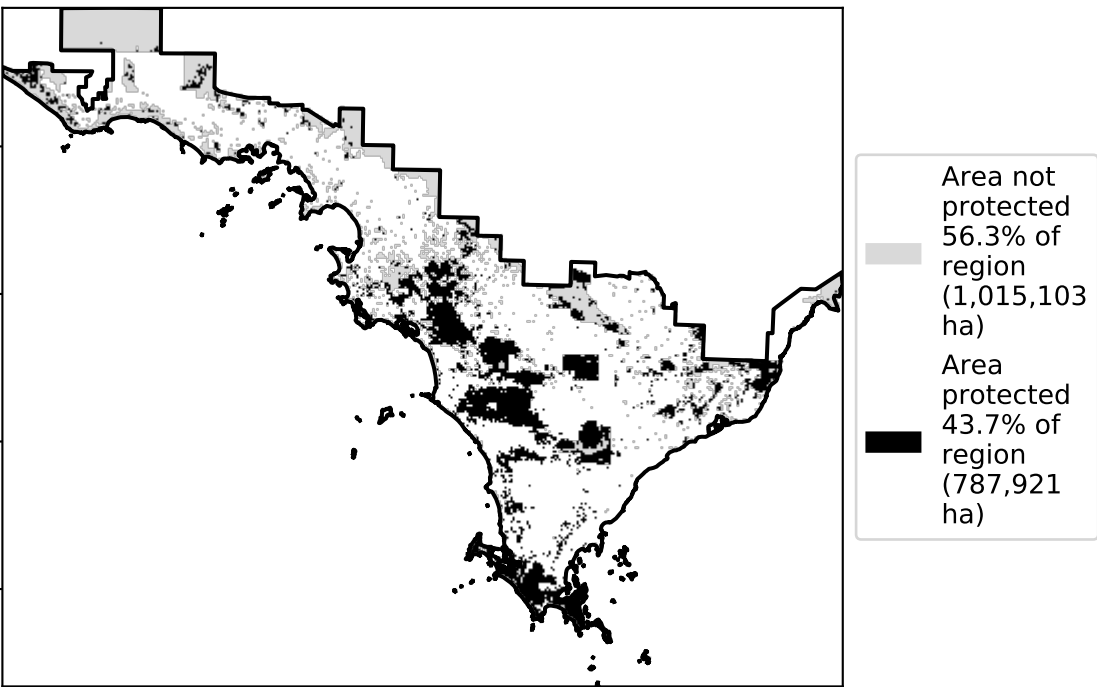 Area not
protected
56.3% of
region
(1,015,103
ha)
Area
protected
43.7% of
region
(787,921
ha)